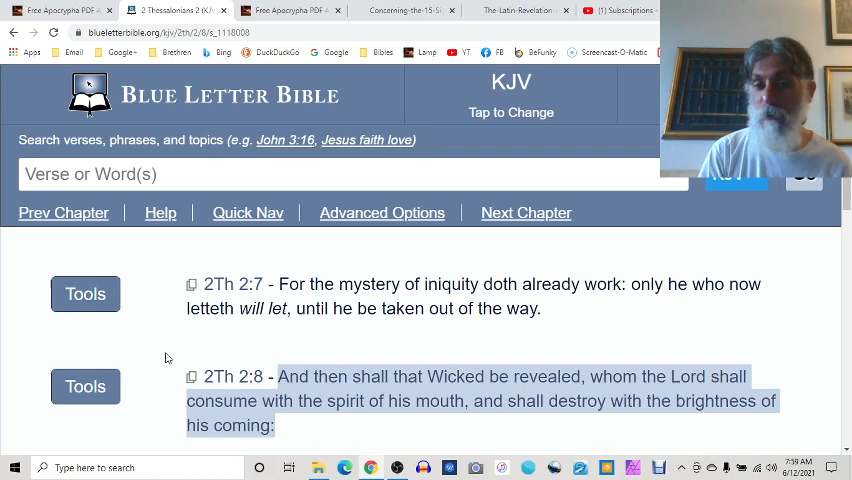 Free Apocrypha PDF A
2 Thessalonians 2 (KJV
Free Apocrypha PDF A
Concerning-the-15-Si
The-Latin-Revelation-
(1) Subscriptions -
blueletterbible.org/kjv/2th/2/8/s_1118008
Apps
Email
Google+
Brethren
Bing
DuckDuckGo
Google
Bibles
Lamp
YT
FB
BeFunky
Screencast-O-Matic
BLUE LETTER BIBLE
KJV
Tap to Change
Search verses, phrases, and topics (e.g. John 3:16, Jesus faith love)
Verse or Word(s)
KJV
Prev Chapter
Help
Quick Nav
Advanced Options
Next Chapter
Tools
2Th 2:7 - For the mystery of iniquity doth already work: only he who now
letteth will let, until he be taken out of the way.
Tools
2Th 2:8 - And then shall that Wicked be revealed, whom the Lord shall
consume with the spirit of his mouth, and shall destroy with the brightness of
his coming:
Type here to search
7:59 AM
6/12/2021